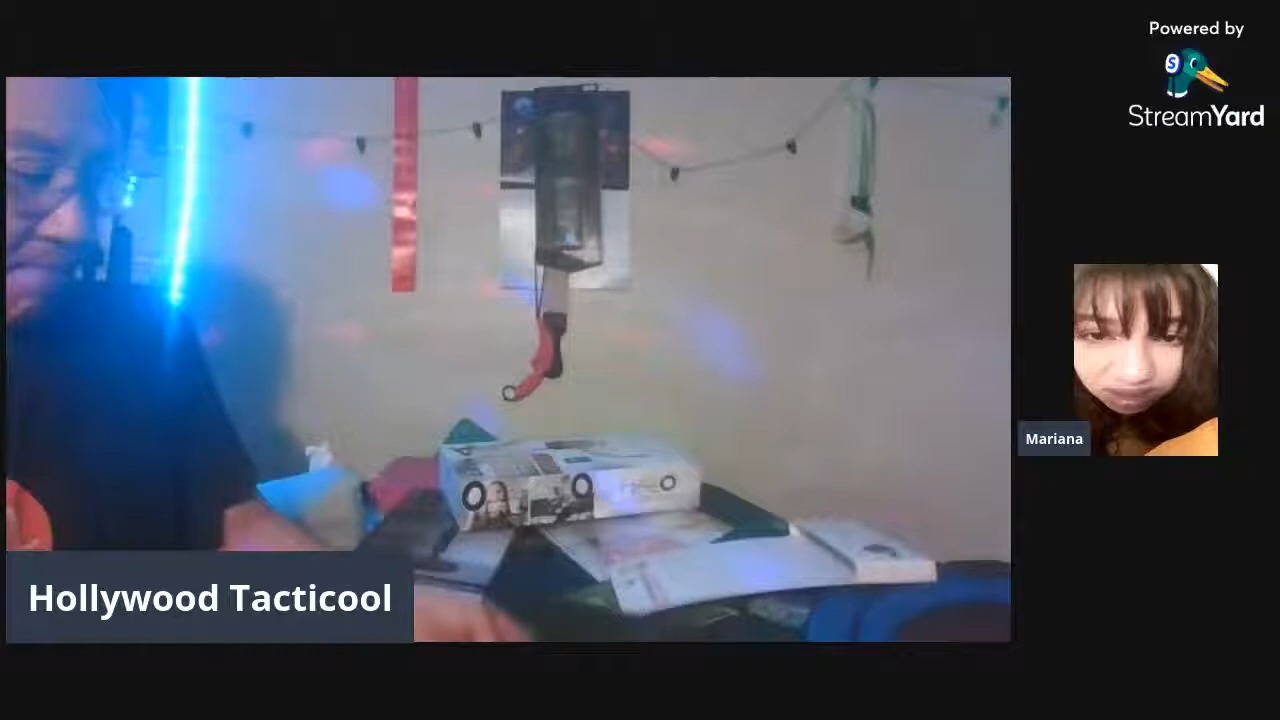 Powered by
S
StreamYard
Mariana
Hollywood Tacticool